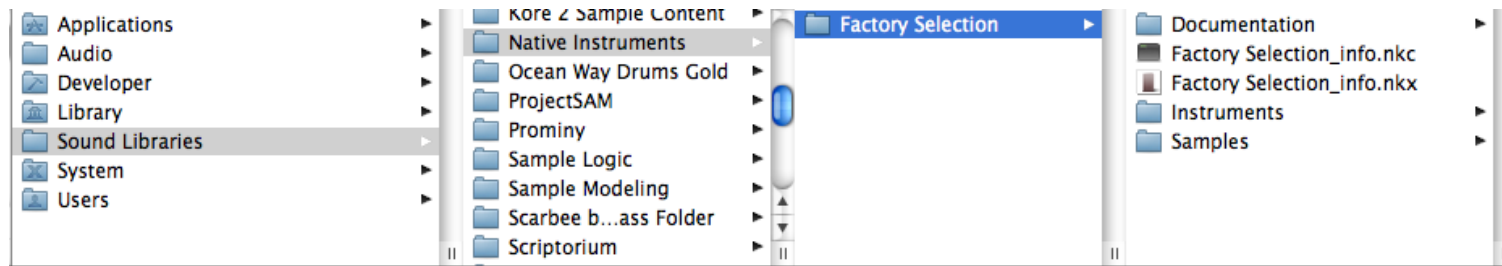 Applications
Audio
Developer
Library
Sound Libraries
System
Users
Kore 2 Sample Content
Native Instruments
Ocean Way Drums Gold
ProjectSAM
Prominy
Sample Logic
Sample Modeling
Scarbee b...ass Folder
Scriptorium
Factory Selection
Documentation
Factory Selection_info.nkc
Factory Selection_info.nkx
Instruments
Samples